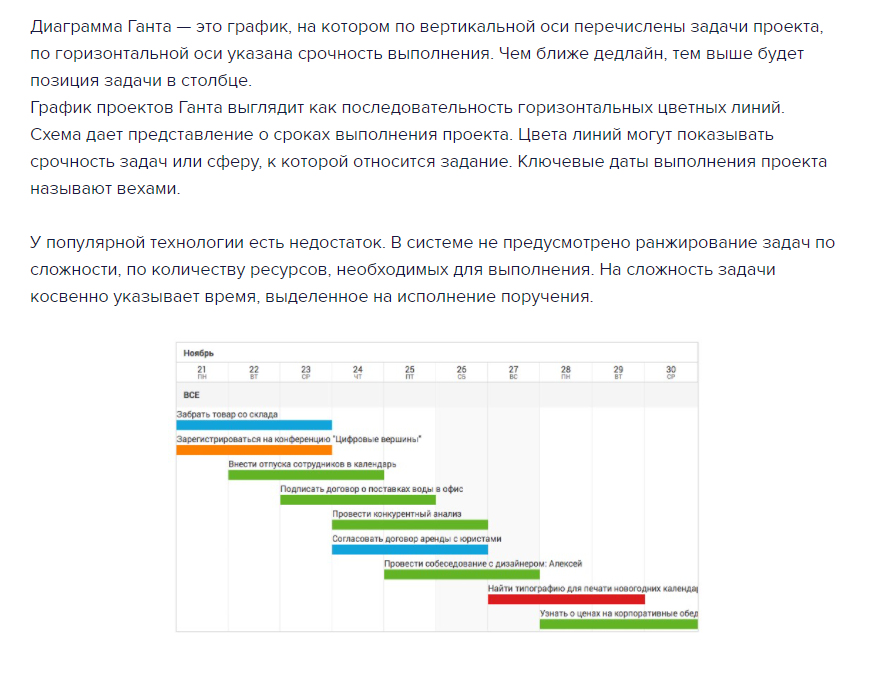 Диаграмма Ганта — это график, на котором по вертикальной оси перечислены задачи проекта,
по горизонтальной оси указана срочность выполнения. Чем ближе дедлайн, тем выше будет
позиция задачи в столбце.
График проектов Ганта выглядит как последовательность горизонтальных цветных линий.
Схема дает представление о сроках выполнения проекта. Цвета линий могут показывать
срочность задач или сферу, к которой относится задание. Ключевые даты выполнения проекта
называют вехами.
У популярной технологии есть недостаток. В системе не предусмотрено ранжирование задач по
сложности, по количеству ресурсов, необходимых для выполнения. На сложность задачи
косвенно указывает время, выделенное на исполнение поручения.
Ноябрь
21 22 23 24 25 26 27 28 29 30
ПН ВТ СР ЧТ ПТ СБ ВС ПН ВТ СР
ВСЕ
Забрать товар со склада
Зарегистрироваться на конференцию "Цифровые вершины"
Внести отпуска сотрудников в календарь
Подписать договор о поставках воды в офис
Провести конкурентный анализ
Согласовать договор аренды с юристами
Провести собеседование с дизайнером: Алексей
Найти типографию для печати новогодних календар
Узнать о ценах на корпоративные обед